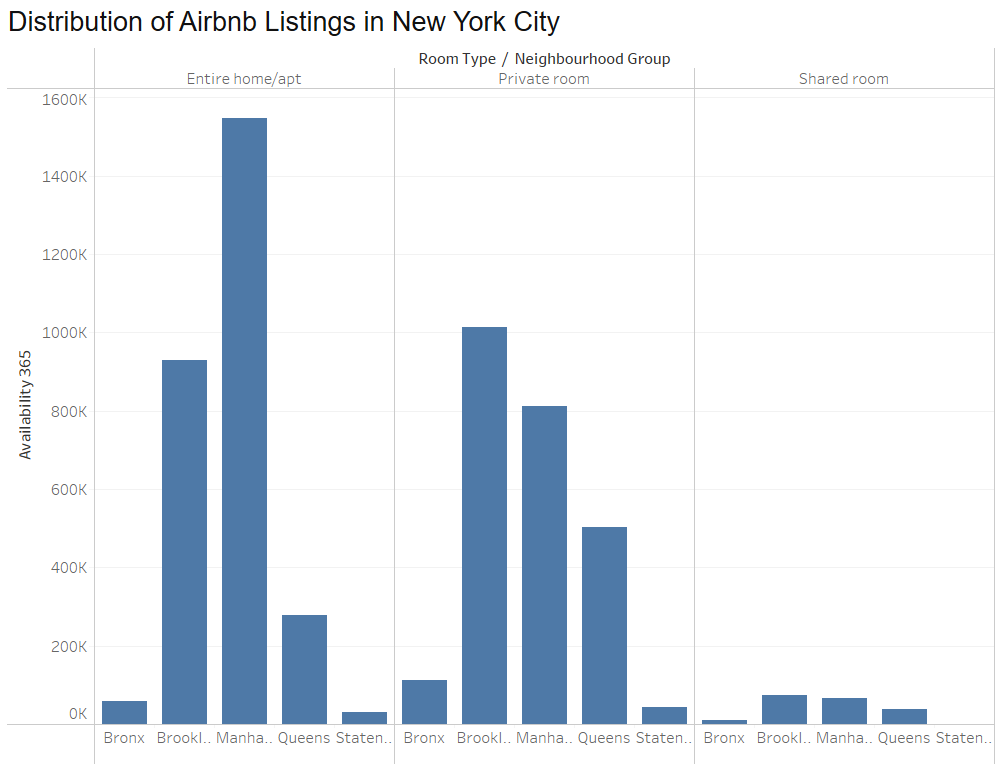 Distribution of Airbnb Listings in New York City
Room Type / Neighbourhood Group
Entire home/apt Private room Shared room
1600K
1400K
1200K
1000K
800K
600K
400K
200K
0K
Availability 365
Bronx Brookl.. Manha.. Queens Staten.. Bronx Brookl.. Manha.. Queens Staten.. Bronx Brookl.. Manha.. Queens Staten..